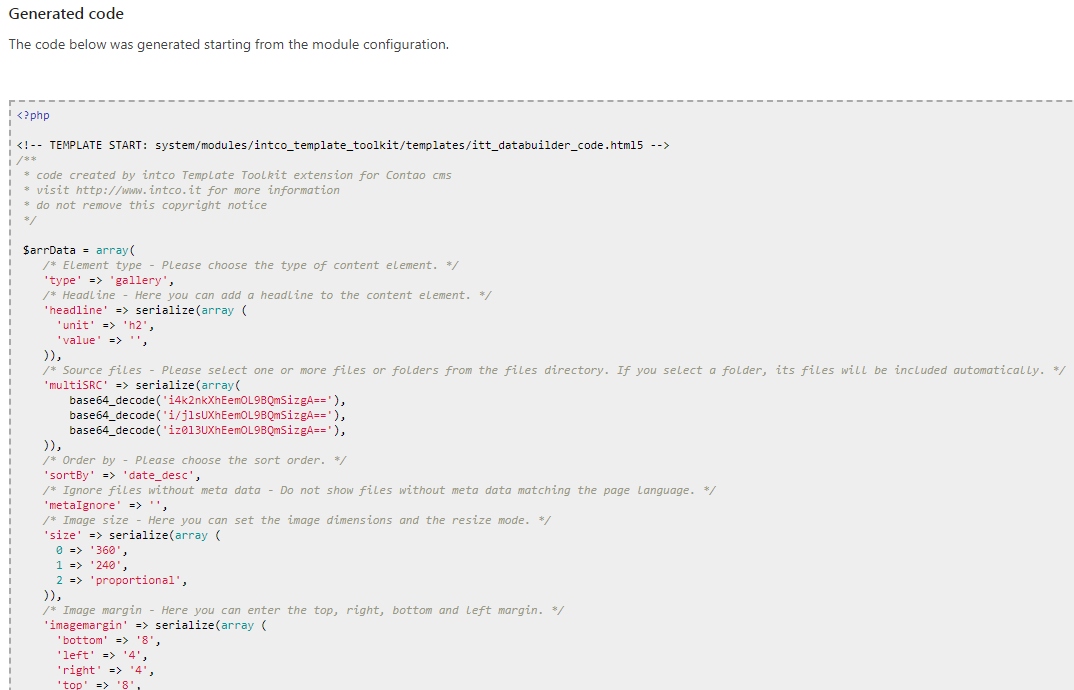 Generated code
The code below was generated starting from the module configuration.
<?php
<!-- TEMPLATE START: system/modules/intco_template_toolkit/templates/itt_databuilder_code.html5 -->
/**
* code created by intco Template Toolkit extension for Contao cms
* visit http://www.intco.it for more information
* do not remove this copyright notice
*/
$arrData = array(
/* Element type - Please choose the type of content element. */
'type' => 'gallery',
/* Headline - Here you can add a headline to the content element. */
'headline' => serialize(array (
'unit' => 'h2',
'value' => '',
)),
/* Source files - Please select one or more files or folders from the files directory. If you select a folder, its files will be included automatically. */
'multiSRC' => serialize(array(
base64_decode('i4k2nkXhEemOL9BQmSizgA=='),
base64_decode('i/jlsUXhEemOL9BQmSizgA=='),
base64_decode('iz0l3UXhEemOL9BQmSizgA=='),
)),
/* Order by - Please choose the sort order. */
'sortBy' => 'date_desc',
/* Ignore files without meta data - Do not show files without meta data matching the page language. */
'metaIgnore' => '',
/* Image size - Here you can set the image dimensions and the resize mode. */
'size' => serialize(array (
0 => '360',
1 => '240',
2 => 'proportional',
)),
/* Image margin - Here you can enter the top, right, bottom and left margin. */
'imagemargin' => serialize(array (
'bottom' => '8',
'left' => '4',
'right' => '4',
'top' => '8',